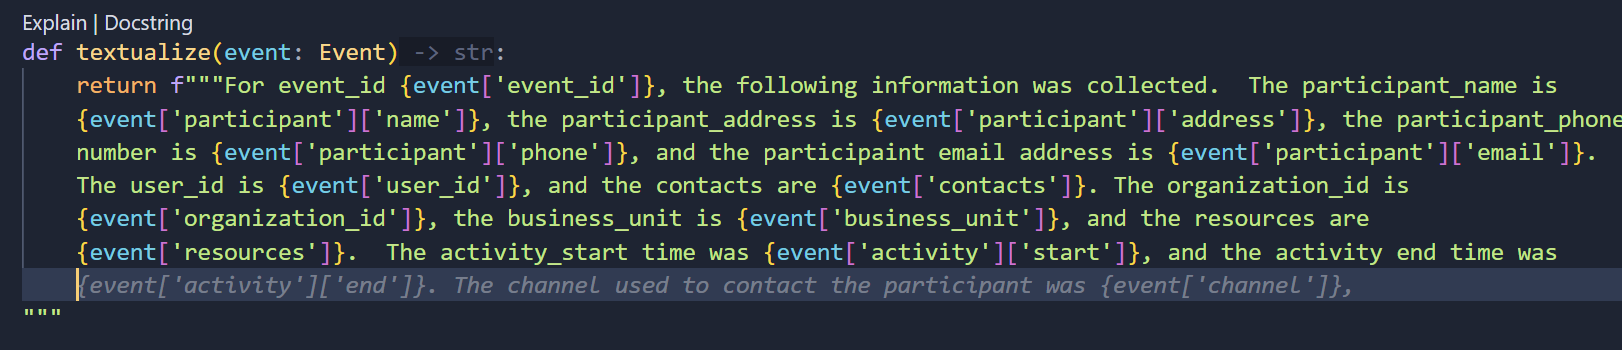 Explain | Docstring
def textualize(event: Event) -> str:
    return f"""For event_id {event['event_id']}, the following information was collected.  The participant_name is
    {event['participant']['name']}, the participant_address is {event['participant']['address']}, the participant_phone
    number is {event['participant']['phone']}, and the participaint email address is {event['participant']['email']}.
    The user_id is {event['user_id']}, and the contacts are {event['contacts']}. The organization_id is
    {event['organization_id']}, the business_unit is {event['business_unit']}, and the resources are
    {event['resources']}.  The activity_start time was {event['activity']['start']}, and the activity end time was
    {event['activity']['end']}. The channel used to contact the participant was {event['channel']},
"""